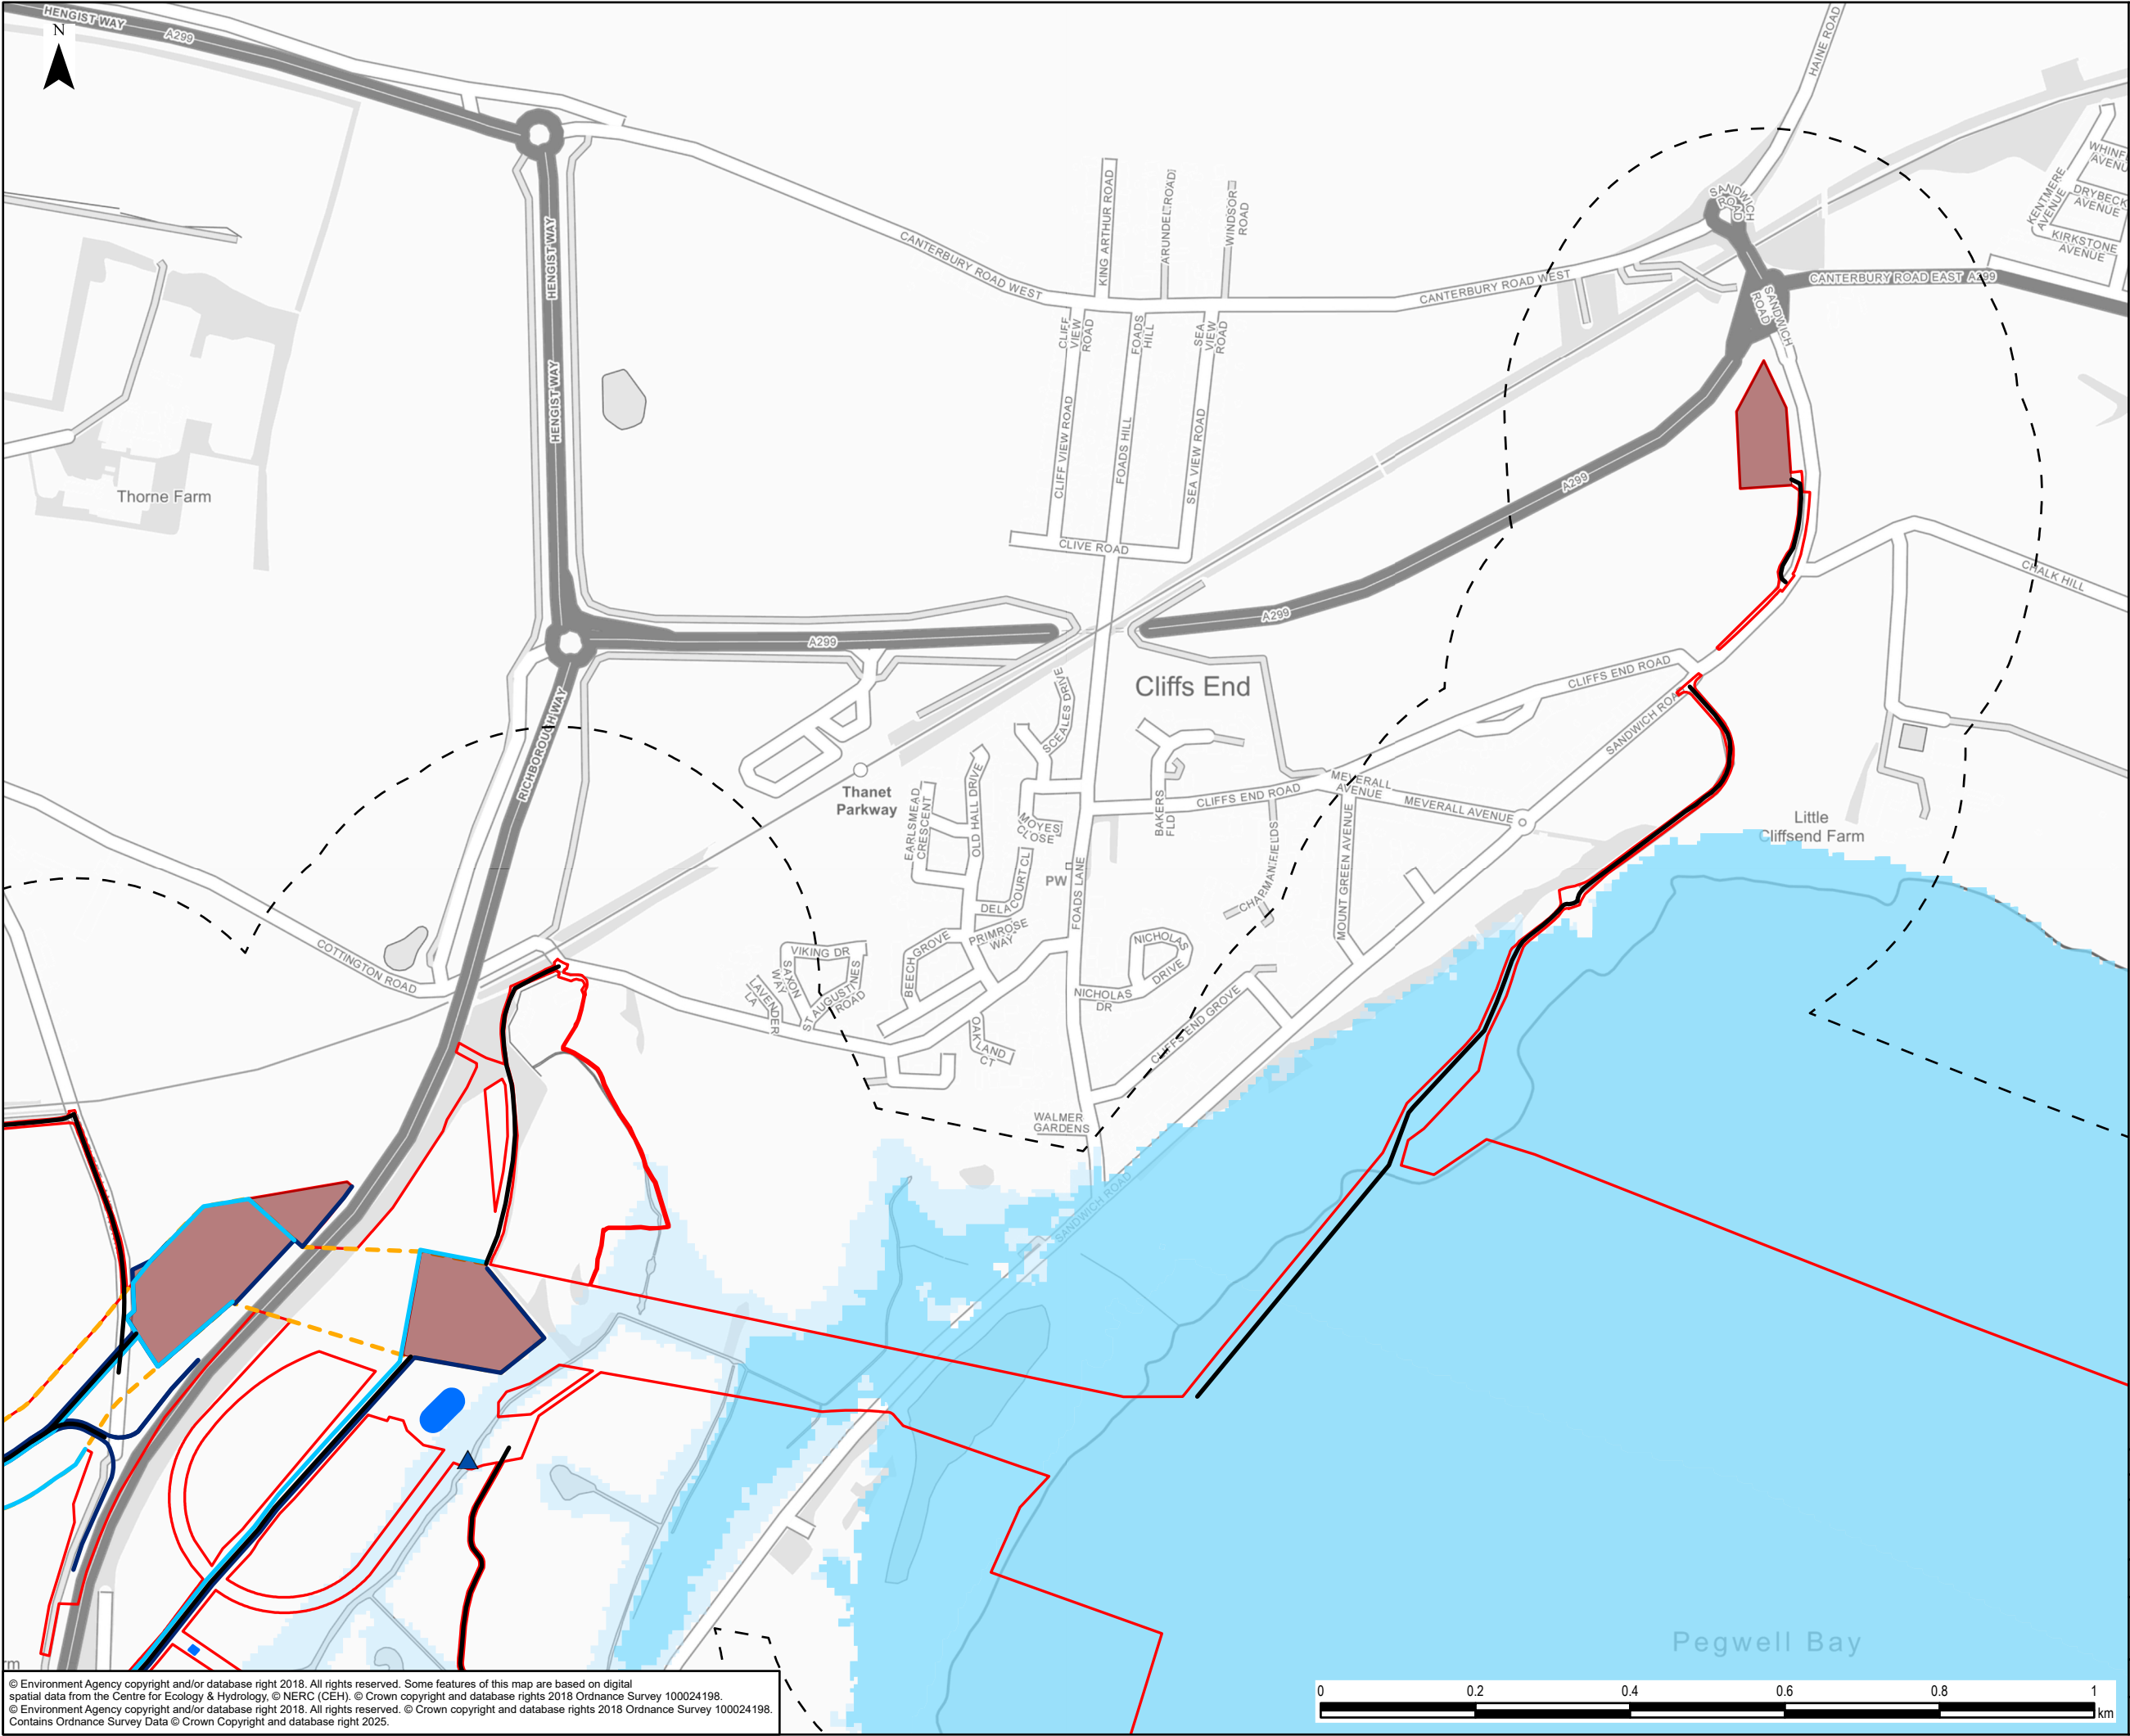 HENGIST WAY
A299
N
HAINE ROAD
KENTMERE
AVENUE
DRYBECK
AVENUE
KIRKSTONE
AVENUE
SANDWICH
ROAD
HENGIST WAY
KING ARTHUR ROAD
ARUNDEL ROAD
WINDSOR
ROAD
CANTERBURY ROAD WEST
CANTERBURY ROAD WEST
CANTERBURY ROAD EAST
A299
SANDWICH
ROAD
CLIFF
VIEW
ROAD
FOADS
HILL
SEA
VIEW
ROAD
HENGIST WAY
CLIFF VIEW ROAD
FOADS HILL
SEA VIEW ROAD
Thorne Farm
A299
CLIVE ROAD
CHALK HILL
A299
A299
Cliffs End
RICHBOROUGH WAY
SCEALES DRIVE
CLIFFS END ROAD
SANDWICH ROA
Thanet
Parkway
EARLSMEAD
CRESCENT
OLD HALL DRIVE
MOYES
CLOSE
BAKERS
FLD
CLIFFS END ROAD
MEVERALL
AVENUE
MEVERALL AVENUE
Little
Cliffsend Farm
PW
DELACOURT CL
FOADS LANE
CHAPMAN FIELDS
MOUNT GREEN AVENUE
COTTINGTON ROAD
VIKING DR
SAXON
WAY
LAVENDER
LA
ST AUGUSTINES
ROAD
BEECH GROVE
PRIMROSE
WAY
NICHOLAS
DRIVE
NICHOLAS
DR
OAKLAND
CT
CLIFFS END GROVE
WALMER
GARDENS
SANDWICH ROAD
Pegwell Bay
rm
© Environment Agency copyright and/or database right 2018. All rights reserved. Some features of this map are based on digital
spatial data from the Centre for Ecology & Hydrology, © NERC (CEH). © Crown copyright and database rights 2018 Ordnance Survey 100024198.
© Environment Agency copyright and/or database right 2018. All rights reserved. © Crown copyright and database rights 2018 Ordnance Survey 100024198.
Contains Ordnance Survey Data © Crown Copyright and database right 2025.
0 0.2 0.4 0.6 0.8 1
km